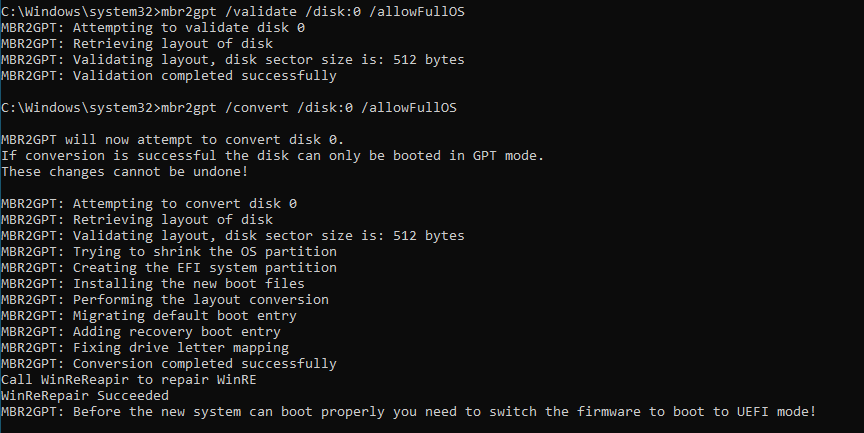 C:\Windows\system32>mbr2gpt /validate /disk:0 /allowFullOS
MBR2GPT: Attempting to validate disk 0
MBR2GPT: Retrieving layout of disk
MBR2GPT: Validating layout, disk sector size is: 512 bytes
MBR2GPT: Validation completed successfully
C:\Windows\system32>mbr2gpt /convert /disk:0 /allowFullOS
MBR2GPT will now attempt to convert disk 0.
If conversion is successful the disk can only be booted in GPT mode.
These changes cannot be undone!
MBR2GPT: Attempting to convert disk 0
MBR2GPT: Retrieving layout of disk
MBR2GPT: Validating layout, disk sector size is: 512 bytes
MBR2GPT: Trying to shrink the OS partition
MBR2GPT: Creating the EFI system partition
MBR2GPT: Installing the new boot files
MBR2GPT: Performing the layout conversion
MBR2GPT: Migrating default boot entry
MBR2GPT: Adding recovery boot entry
MBR2GPT: Fixing drive letter mapping
MBR2GPT: Conversion completed successfully
Call WinReReapir to repair WinRE
WinReRepair Succeeded
MBR2GPT: Before the new system can boot properly you need to switch the firmware to boot to UEFI mode!